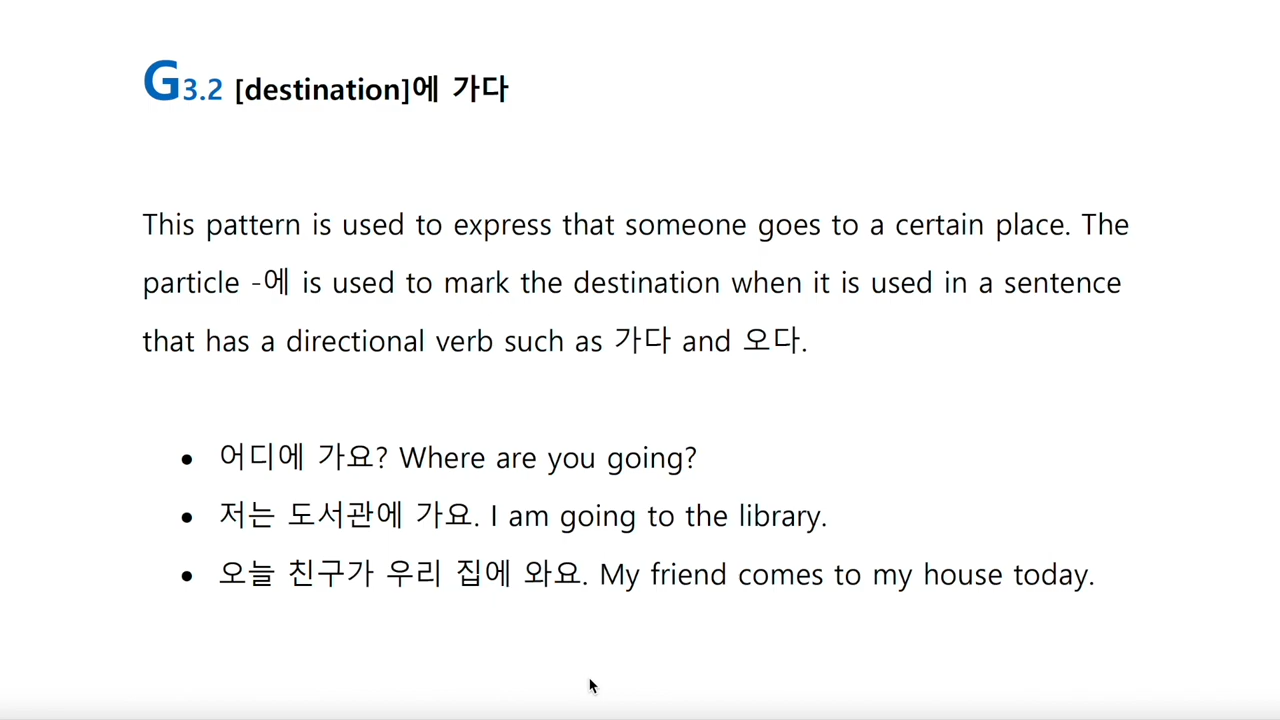 G3.2 [destination]에 가다
This pattern is used to express that someone goes to a certain place. The
particle -에 is used to mark the destination when it is used in a sentence
that has a directional verb such as 가다 and 오다.
• 어디에 가요? Where are you going?
• 저는 도서관에 가요. I am going to the library.
• 오늘 친구가 우리 집에 와요. My friend comes to my house today.